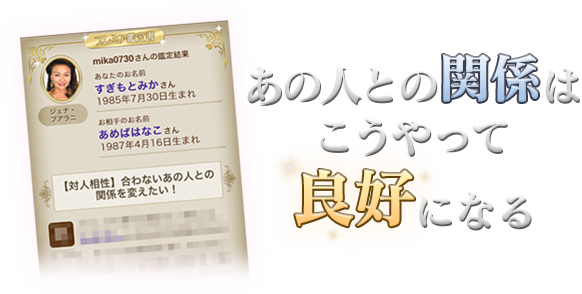 mika0730さんの鑑定結果
あなたのお名前
すぎもとみかさん
1985年7月30日生まれ
ジェナ・
フアラニ
お相手のお名前
あめばはなこさん
1987年4月16日生まれ
【対人相性】合わないあの人との
関係を変えたい！
あの人との関係は
こうやって
良好になる